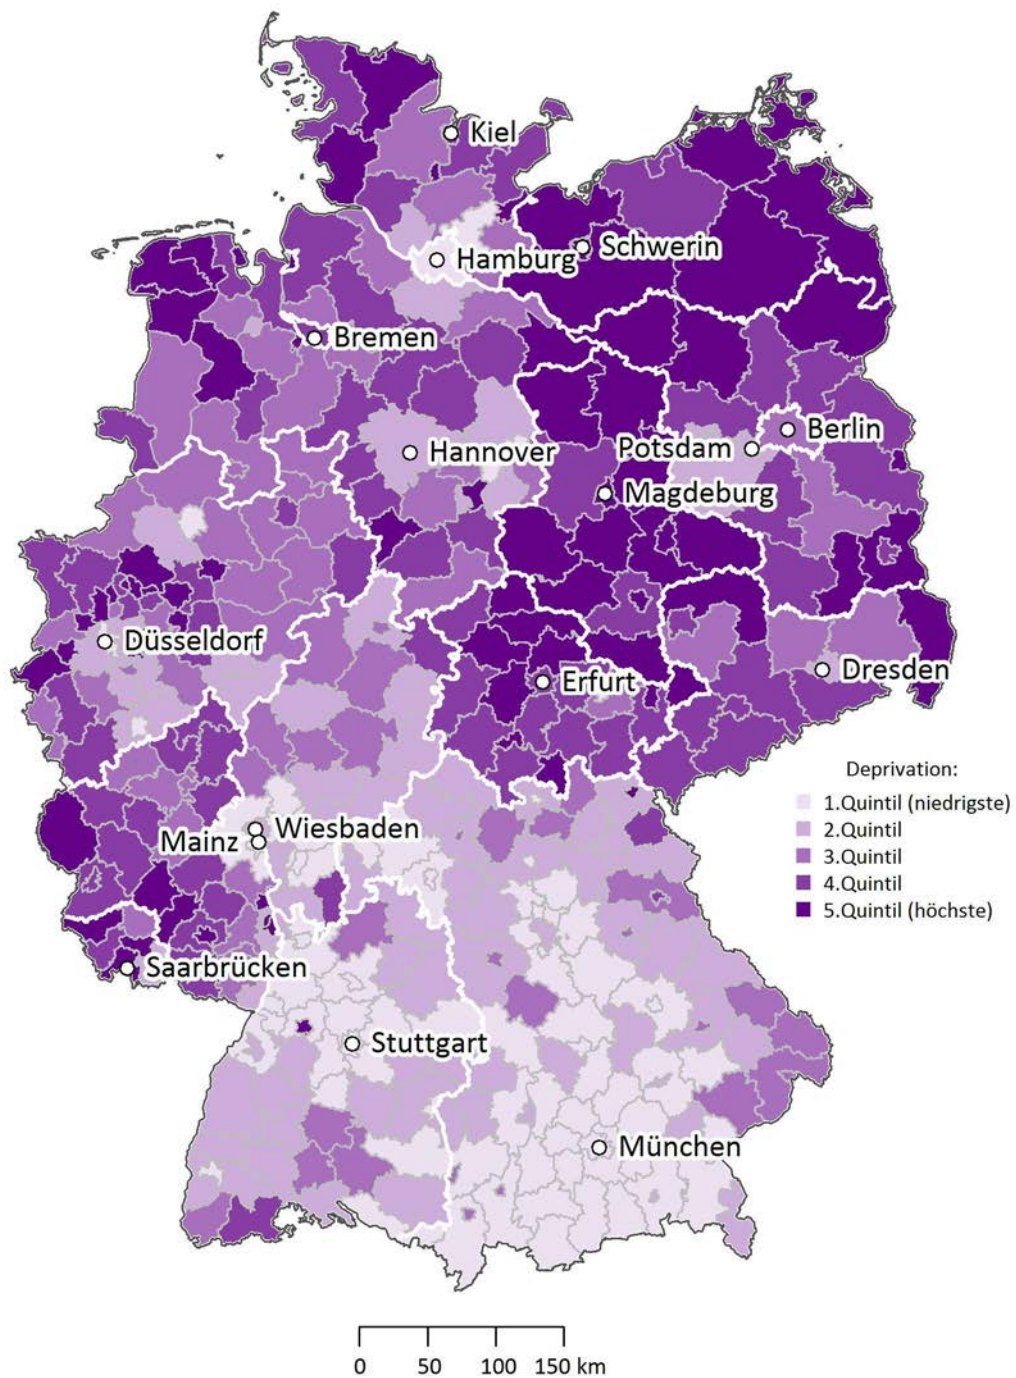 Kiel
Schwerin
Hamburg
Bremen
Berlin
Hannover
Potsdam
Magdeburg
Düsseldorf
Erfurt
Dresden
Deprivation:
1.Quintil (niedrigste)
2.Quintil
3.Quintil
4.Quintil
5.Quintil (höchste)
Wiesbaden
Mainz
Saarbrücken
Stuttgart
München
0 50 100 150 km